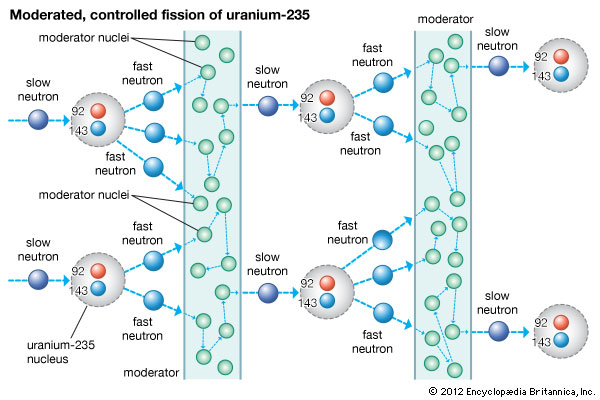 Moderated, controlled fission of uranium-235
moderator
moderator nuclei
slow
neutron
fast
neutron
slow
neutron
fast
neutron
slow
neutron
92
143
92
143
92
143
fast
neutron
fast
neutron
moderator nuclei
slow
neutron
fast
neutron
slow
neutron
fast
neutron
slow
neutron
92
143
92
143
92
143
fast
neutron
fast
neutron
uranium-235
nucleus
moderator
© 2012 Encyclopædia Britannica, Inc.